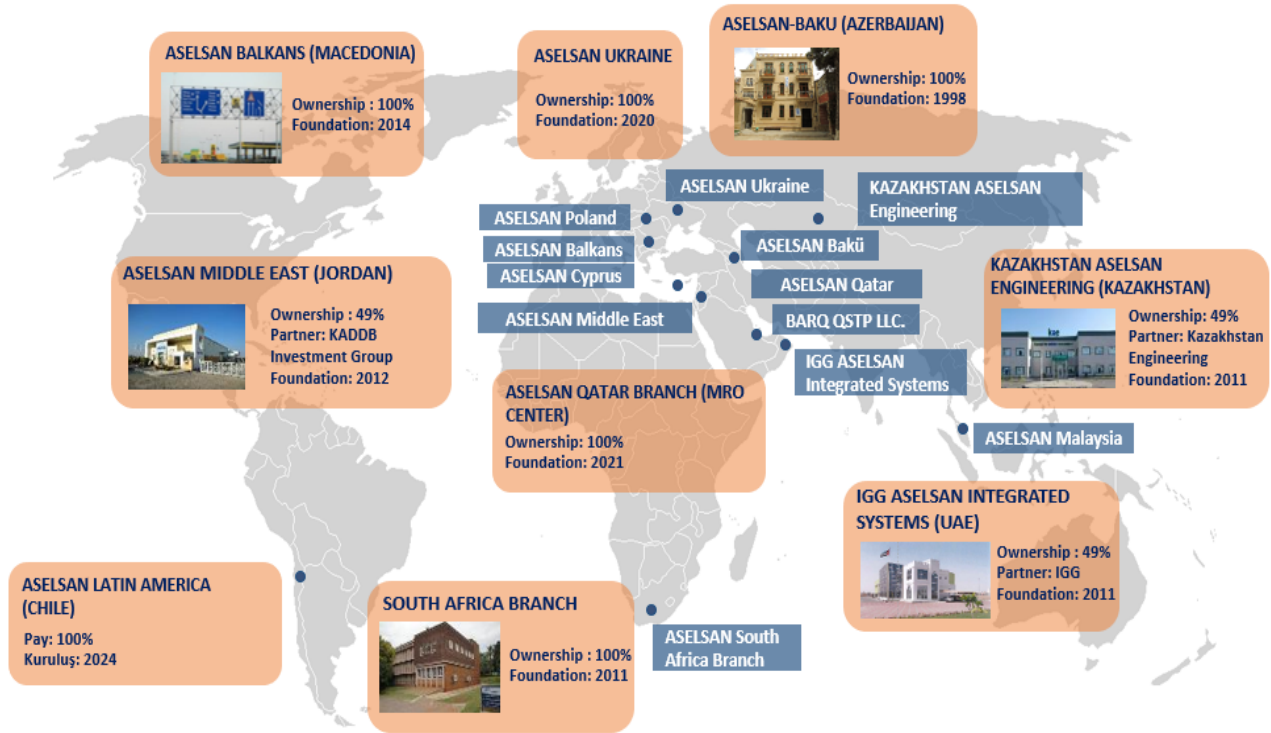 ASELSAN BALKANS (MACEDONIA)
Ownership : 100%
Foundation: 2014
ASELSAN UKRAINE
Ownership: 100%
Foundation: 2020
ASELSAN-BAKU (AZERBAIJAN)
Ownership: 100%
Foundation: 1998
ASELSAN Ukraine
KAZAKHSTAN ASELSAN
Engineering
ASELSAN Poland
ASELSAN Balkans
ASELSAN Bakü
ASELSAN Cyprus
ASELSAN Qatar
ASELSAN Middle East
BARQ QSTP LLC.
IGG ASELSAN
Integrated Systems
ASELSAN MIDDLE EAST (JORDAN)
Ownership : 49%
Partner: KADDB
Investment Group
Foundation: 2012
KAZAKHSTAN ASELSAN
ENGINEERING (KAZAKHSTAN)
kae
Ownership: 49%
Partner: Kazakhstan
Engineering
Foundation: 2011
ASELSAN QATAR BRANCH (MRO
CENTER)
Ownership: 100%
Foundation: 2021
ASELSAN Malaysia
IGG ASELSAN INTEGRATED
SYSTEMS (UAE)
Ownership : 49%
Partner: IGG
Foundation: 2011
ASELSAN LATIN AMERICA
(CHILE)
Pay: 100%
Kuruluş: 2024
SOUTH AFRICA BRANCH
Ownership : 100%
Foundation: 2011
ASELSAN South
Africa Branch